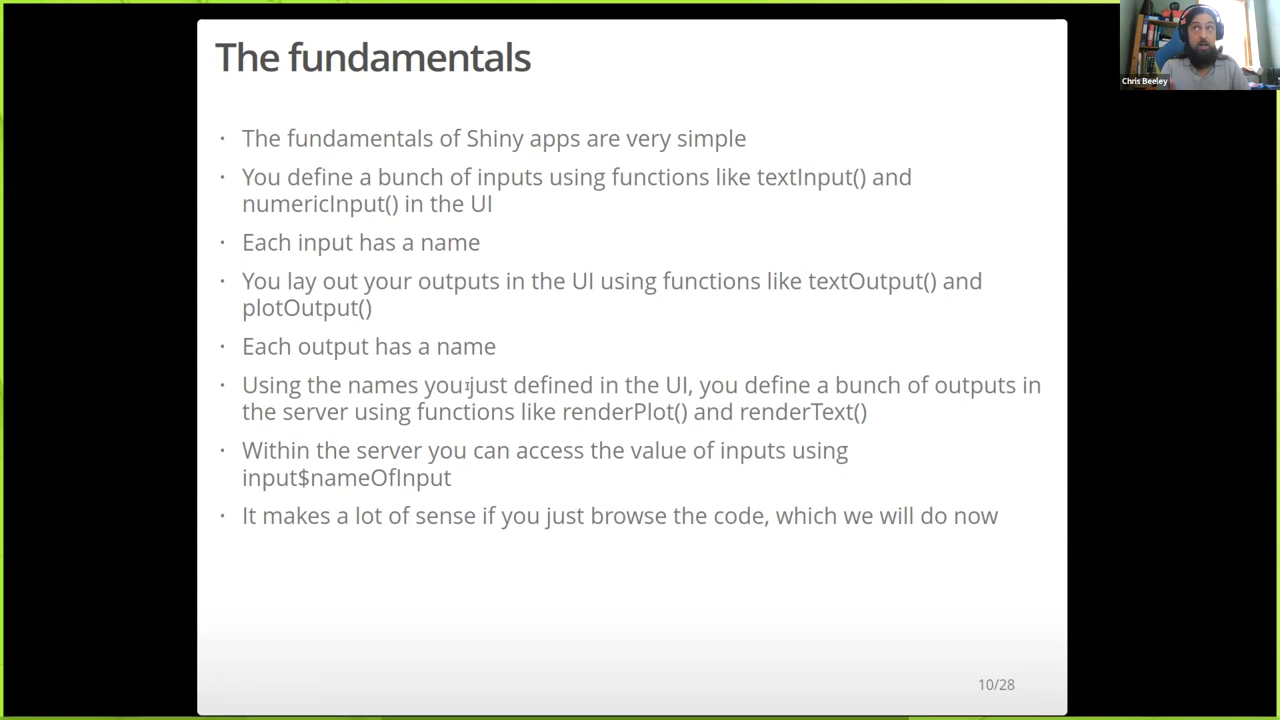 The fundamentals
Chris Beeley
· The fundamentals of Shiny apps are very simple
· You define a bunch of inputs using functions like textInput() and
numericInput() in the UI
· Each input has a name
· You lay out your outputs in the UI using functions like textOutput() and
plotOutput()
· Each output has a name
· Using the names you just defined in the UI, you define a bunch of outputs in
the server using functions like renderPlot() and renderText()
· Within the server you can access the value of inputs using
input$nameOfInput
· It makes a lot of sense if you just browse the code, which we will do now
10/28